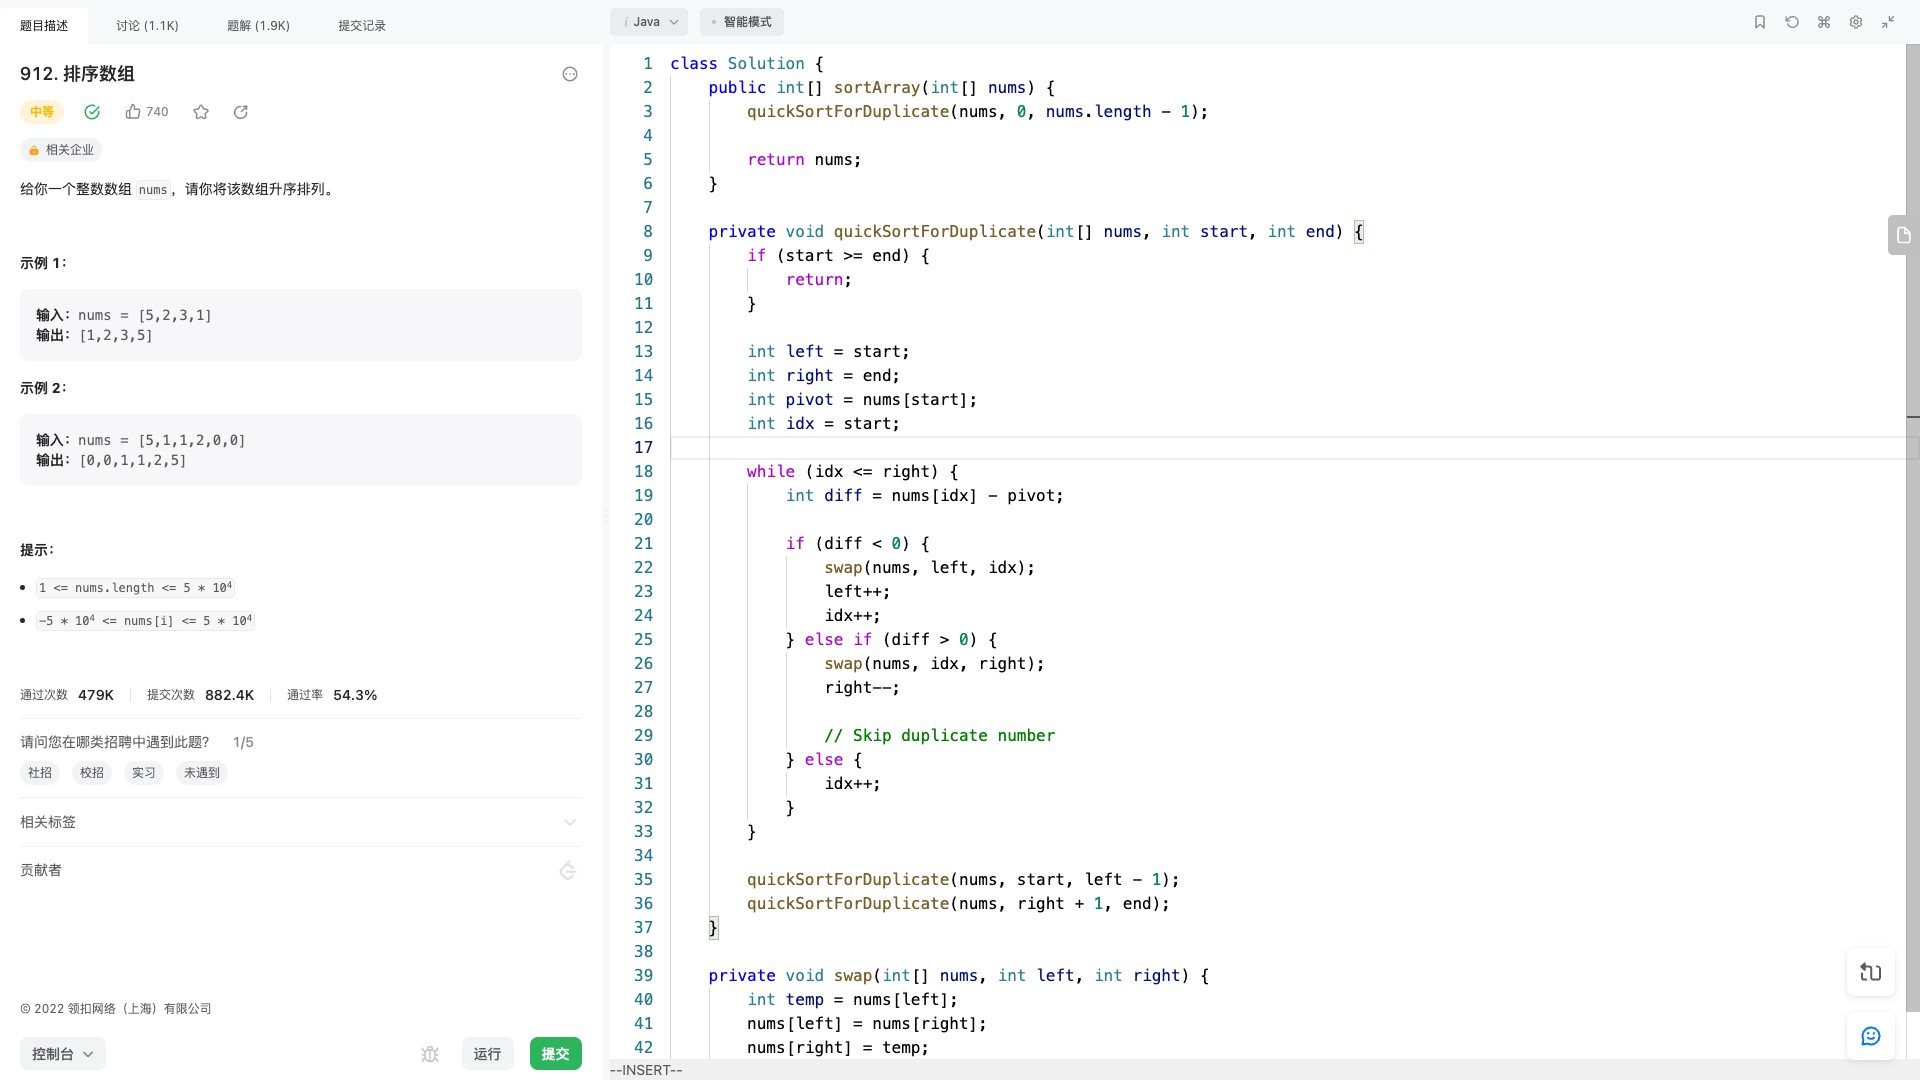 题目描述
讨论 (1.1K)
题解 (1.9K)
提交记录
912. 排序数组
中等
740
相关企业
给你一个整数数组 nums，请你将该数组升序排列。
示例 1：
输入：nums = [5,2,3,1]
输出：[1,2,3,5]
示例 2：
输入：nums = [5,1,1,2,0,0]
输出：[0,0,1,1,2,5]
提示：
1 <= nums.length <= 5 * 10⁴
-5 * 10⁴ <= nums[i] <= 5 * 10⁴
通过次数 479K 提交次数 882.4K 通过率 54.3%
请问您在哪类招聘中遇到此题？ 1/5
社招 校招 实习 未遇到
相关标签
贡献者
© 2022 领扣网络（上海）有限公司
控制台
运行
提交
i Java
智能模式
1 class Solution {
2     public int[] sortArray(int[] nums) {
3         quickSortForDuplicate(nums, 0, nums.length - 1);
4
5         return nums;
6     }
7
8     private void quickSortForDuplicate(int[] nums, int start, int end) {
9         if (start >= end) {
10             return;
11         }
12
13         int left = start;
14         int right = end;
15         int pivot = nums[start];
16         int idx = start;
17
18         while (idx <= right) {
19             int diff = nums[idx] - pivot;
20
21             if (diff < 0) {
22                 swap(nums, left, idx);
23                 left++;
24                 idx++;
25             } else if (diff > 0) {
26                 swap(nums, idx, right);
27                 right--;
28
29                 // Skip duplicate number
30             } else {
31                 idx++;
32             }
33         }
34
35         quickSortForDuplicate(nums, start, left - 1);
36         quickSortForDuplicate(nums, right + 1, end);
37     }
38
39     private void swap(int[] nums, int left, int right) {
40         int temp = nums[left];
41         nums[left] = nums[right];
42         nums[right] = temp;
--INSERT--